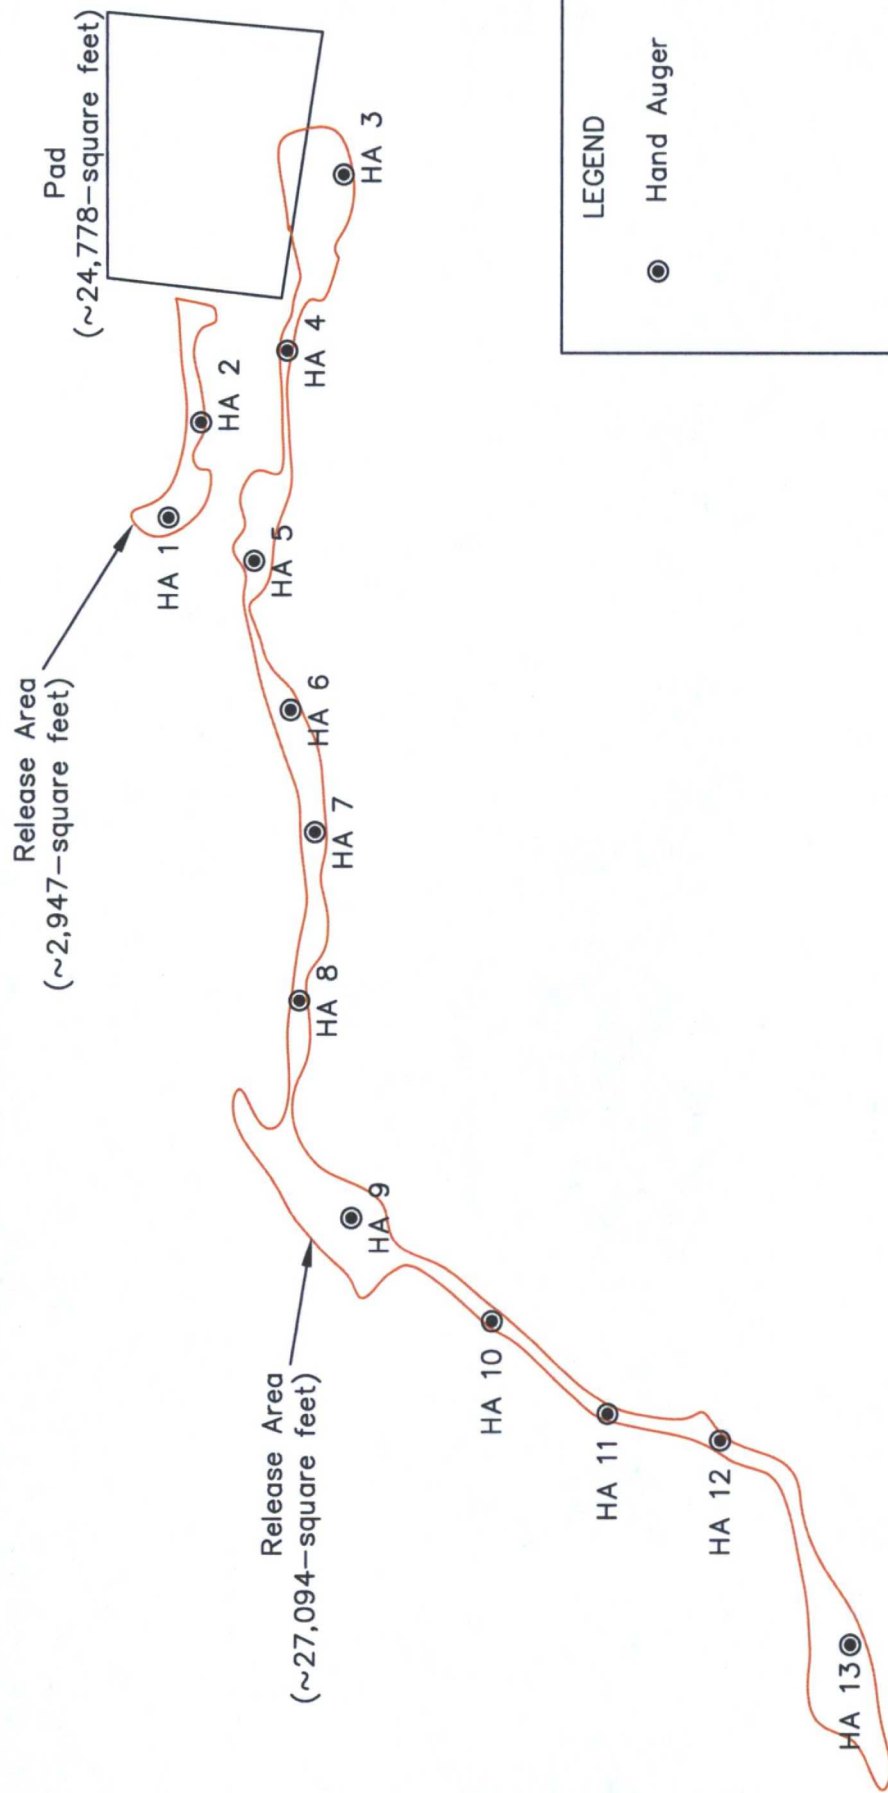 Pad
(~24,778−square feet)
Release Area
(~2,947−square feet)
HA 1
HA 2
HA 3
HA 4
HA 5
HA 6
HA 7
HA 8
HA 9
Release Area
(~27,094−square feet)
HA 10
HA 11
HA 12
HA 13
LEGEND
Hand Auger